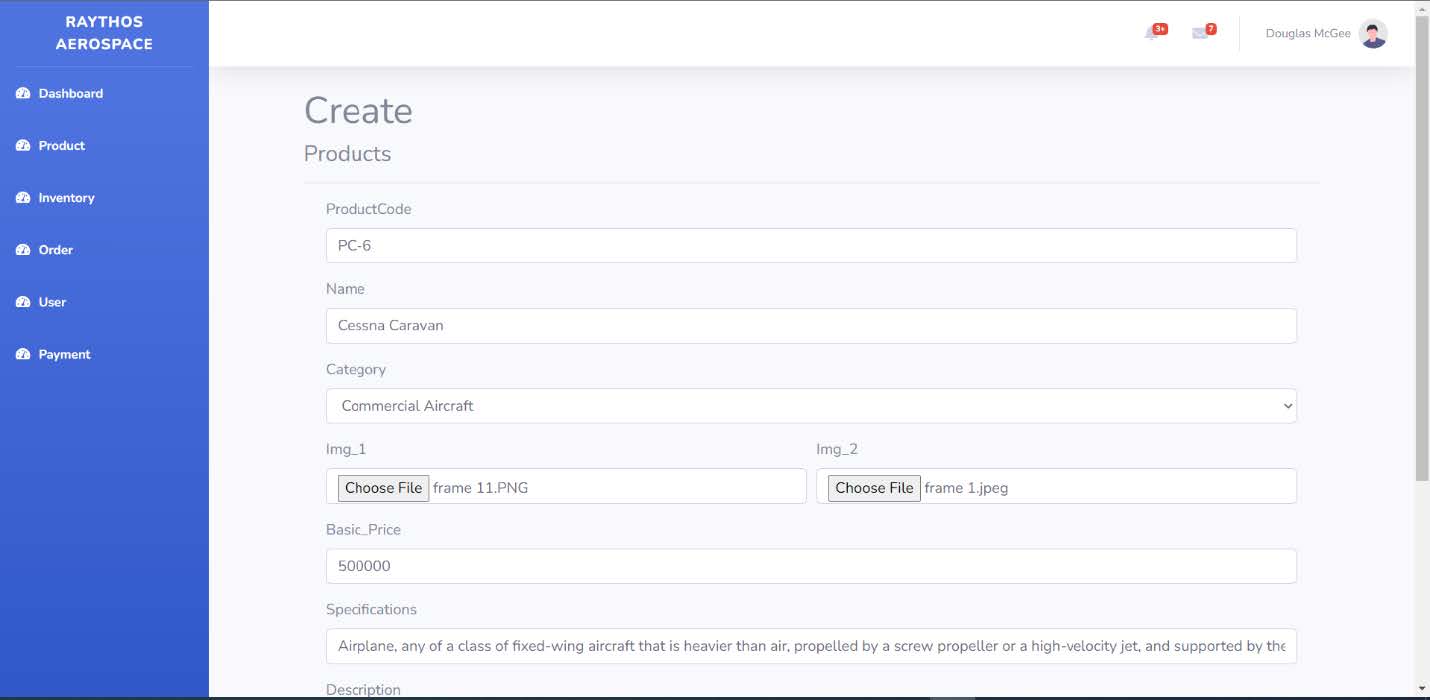 RAYTHOS
AEROSPACE
Dashboard
Product
Inventory
Order
User
Payment
3+
7
Douglas McGee
Create
Products
ProductCode
PC-6
Name
Cessna Caravan
Category
Commercial Aircraft
Img_1
Img_2
Choose File frame 11.PNG
Choose File frame 1.jpeg
Basic_Price
500000
Specifications
Airplane, any of a class of fixed-wing aircraft that is heavier than air, propelled by a screw propeller or a high-velocity jet, and supported by the
Description